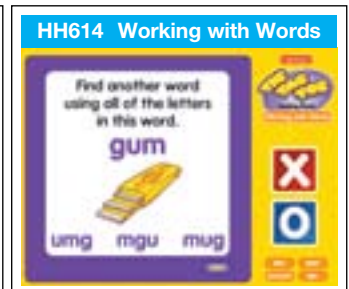 HH614 Working with Words
Find another word
using all of the letters
in this word.
gum
umg mgu mug
X
O